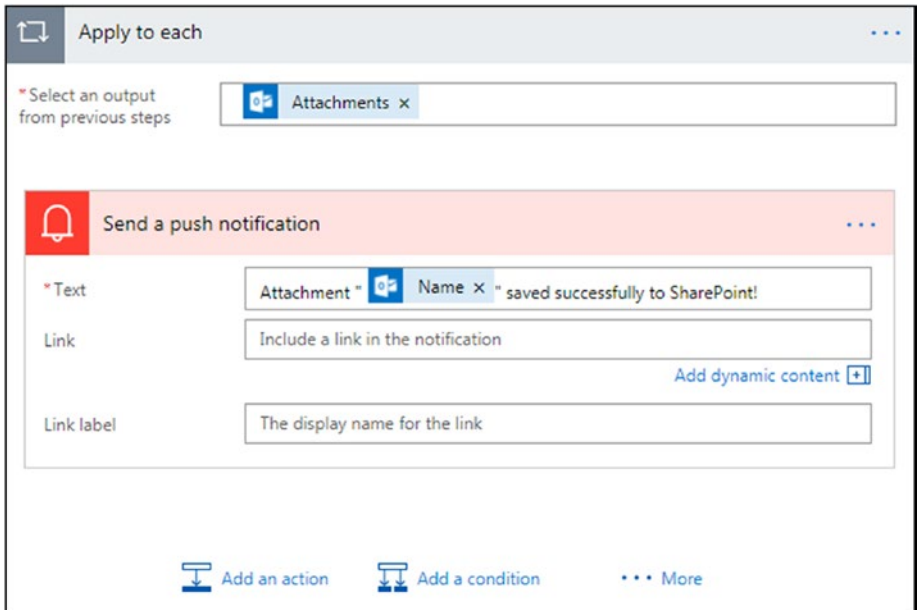 Apply to each
* Select an output
from previous steps
Attachments ×
Send a push notification
* Text
Attachment " Name × " saved successfully to SharePoint!
Link
Include a link in the notification
Add dynamic content
Link label
The display name for the link
Add an action
Add a condition
More